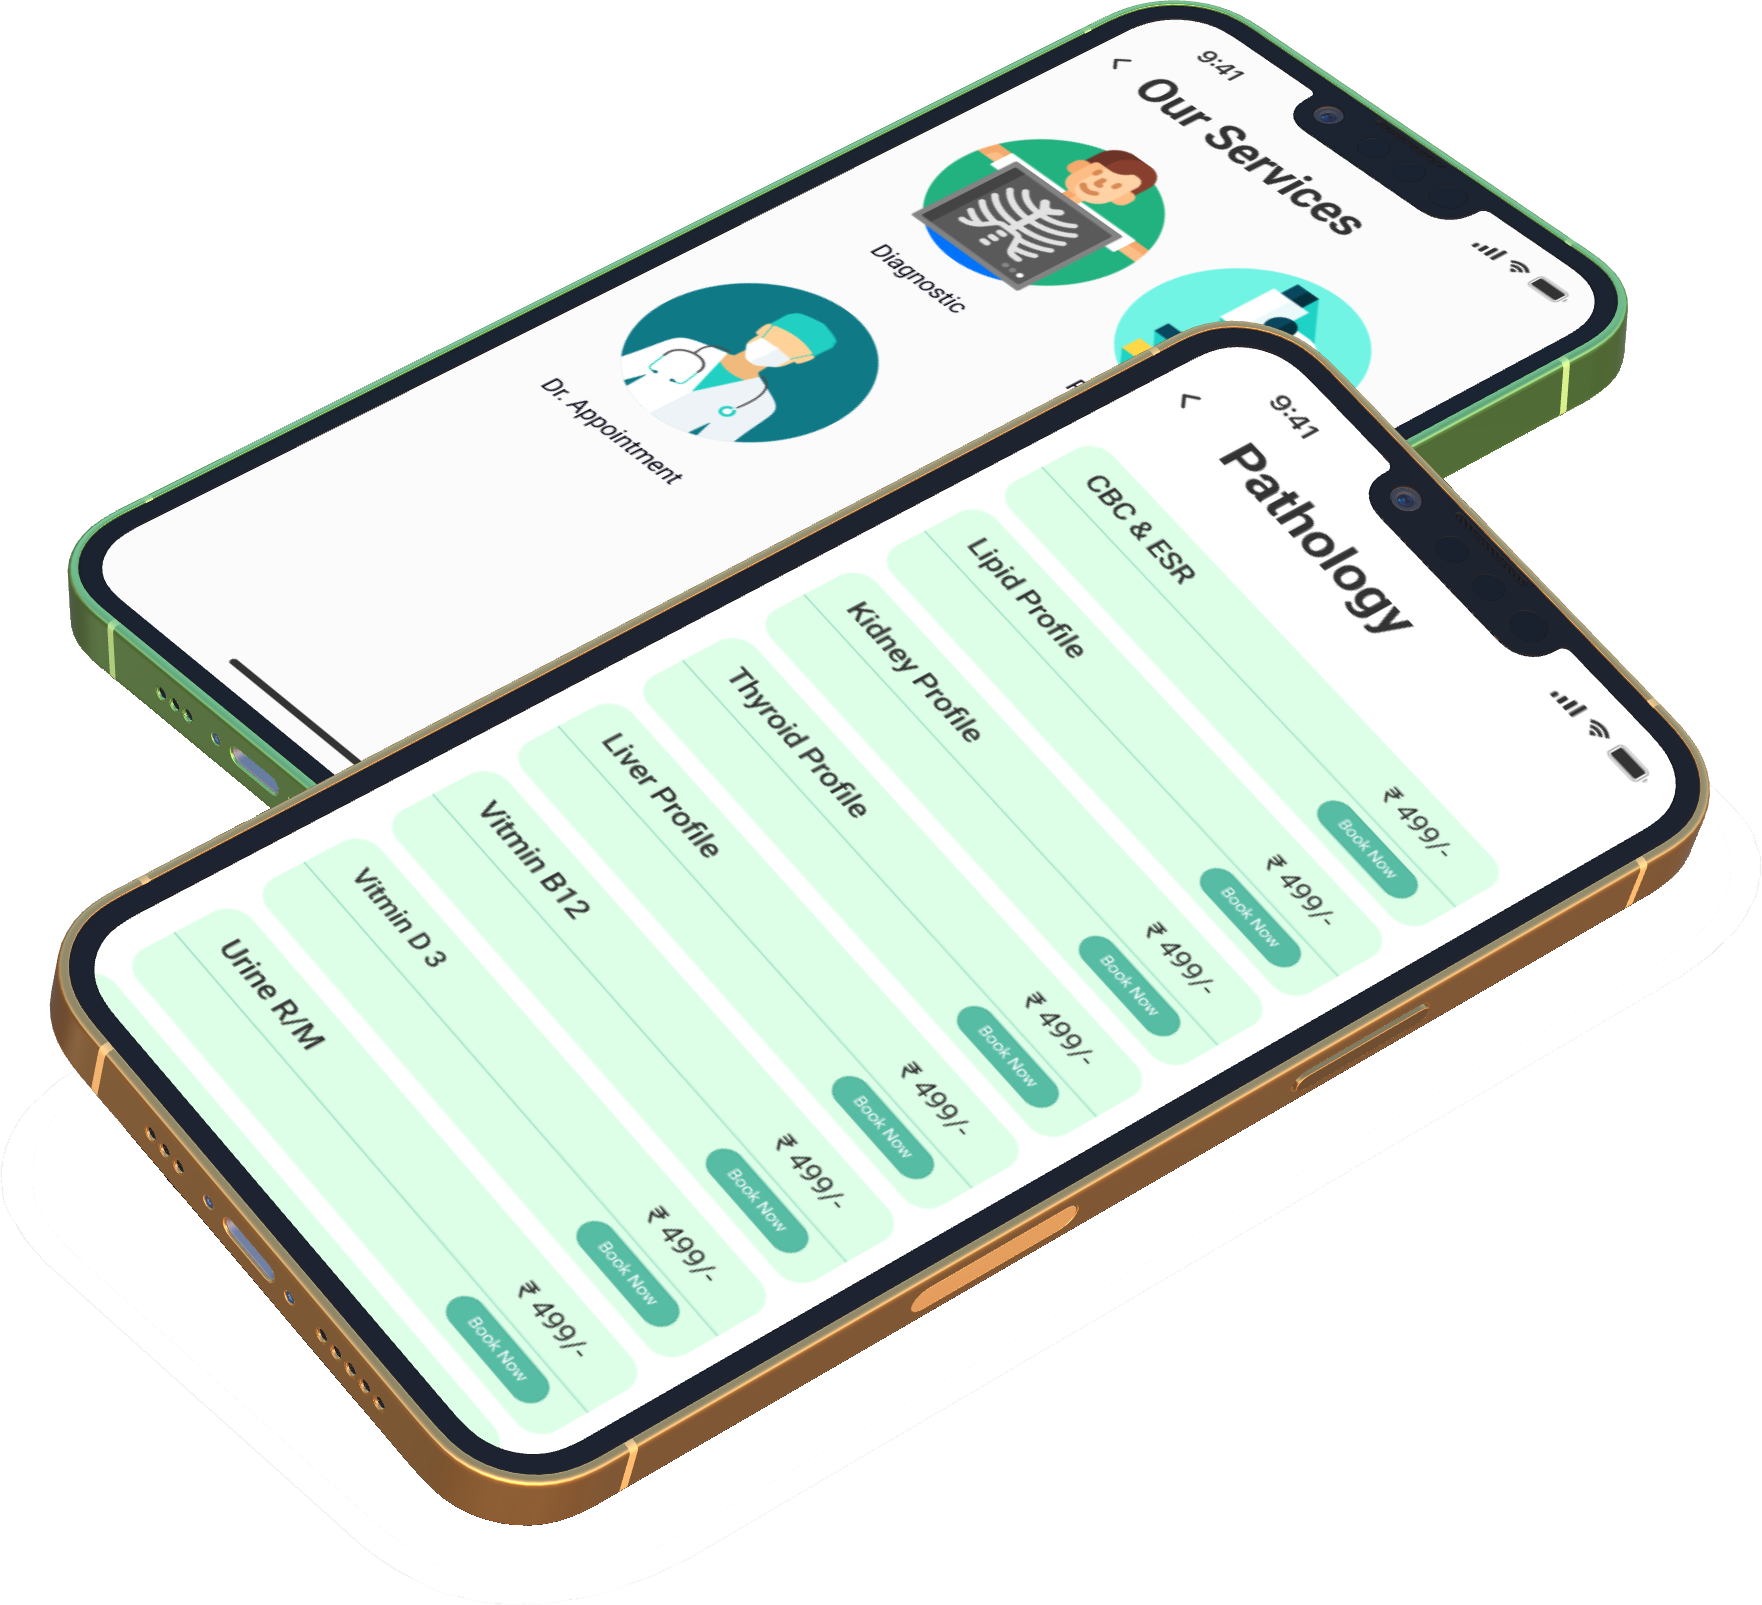 9:41
Our Services
Diagnostic
Dr. Appointment
9:41
Pathology
CBC & ESR
₹ 499/-
Book Now
Lipid Profile
₹ 499/-
Book Now
Kidney Profile
₹ 499/-
Book Now
Thyroid Profile
₹ 499/-
Book Now
Liver Profile
₹ 499/-
Book Now
Vitmin B12
₹ 499/-
Book Now
Vitmin D 3
₹ 499/-
Book Now
Urine R/M
₹ 499/-
Book Now